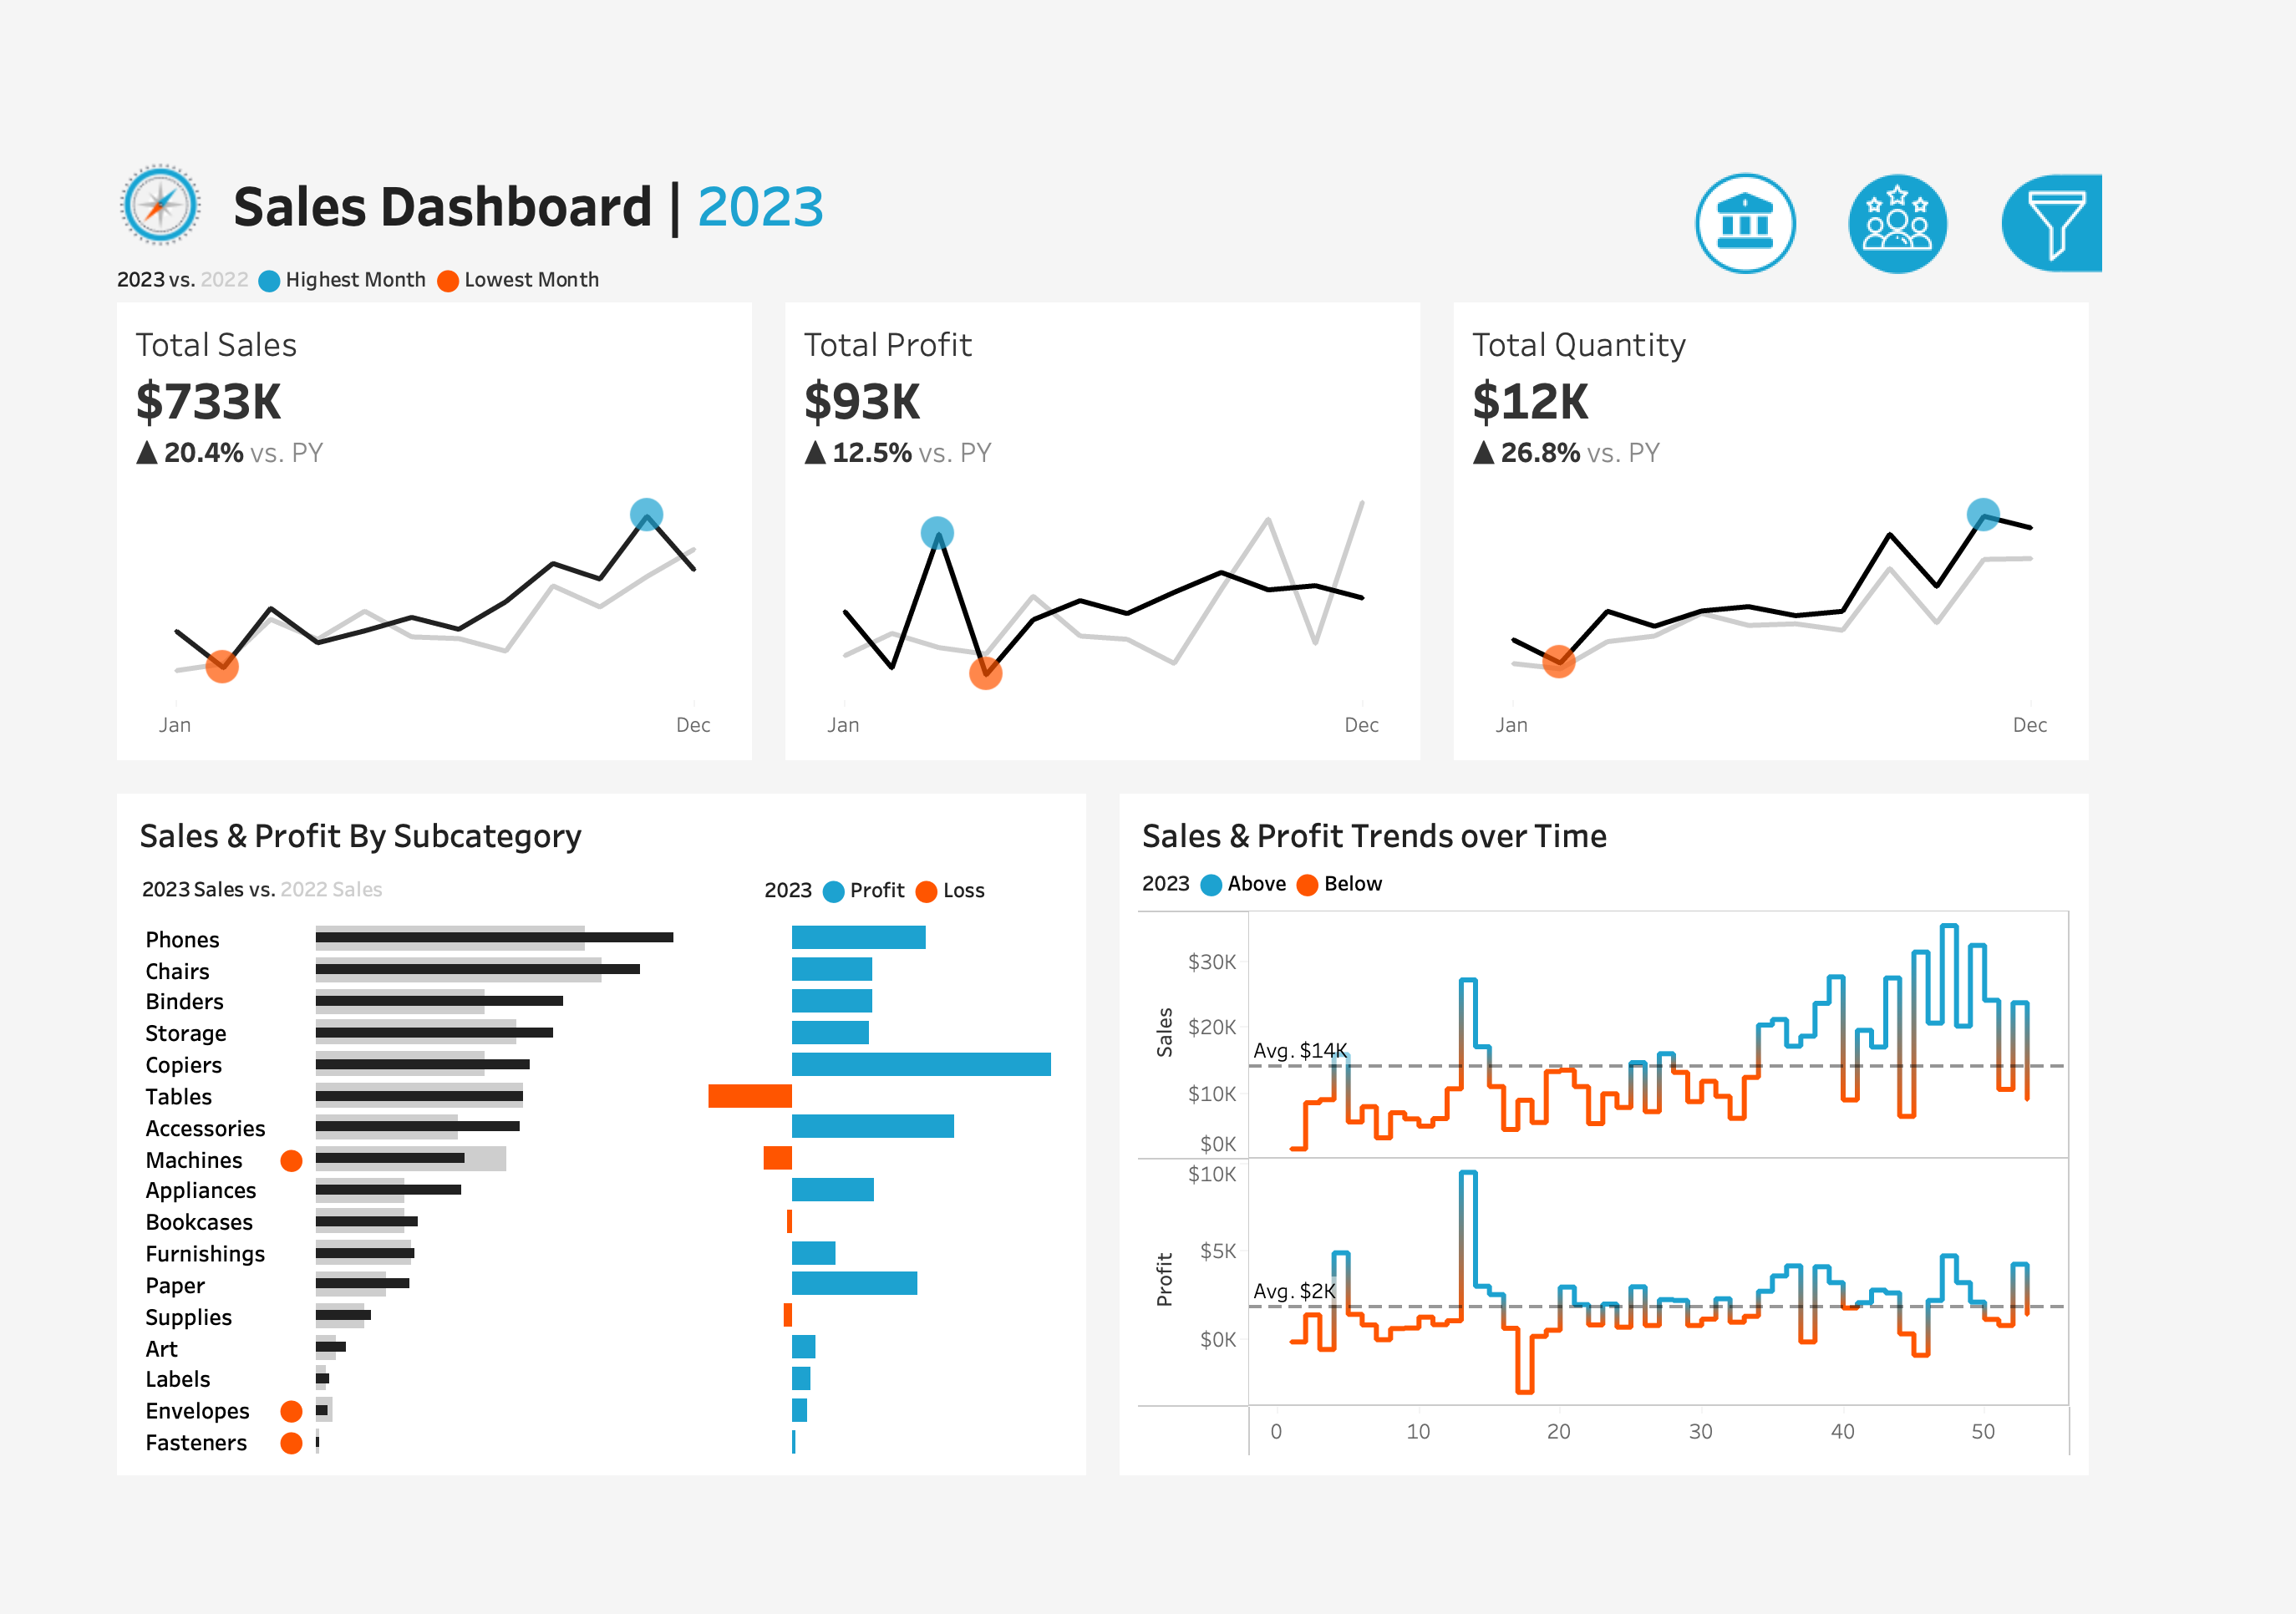 Sales Dashboard | 2023
2023 vs. 2022 Highest Month Lowest Month
Total Sales
$733K
▲ 20.4% vs. PY
Jan Dec
Total Profit
$93K
▲ 12.5% vs. PY
Jan Dec
Total Quantity
$12K
▲ 26.8% vs. PY
Jan Dec
Sales & Profit By Subcategory
2023 Sales vs. 2022 Sales
2023 Profit Loss
Phones
Chairs
Binders
Storage
Copiers
Tables
Accessories
Machines
Appliances
Bookcases
Furnishings
Paper
Supplies
Art
Labels
Envelopes
Fasteners
Sales & Profit Trends over Time
2023 Above Below
Sales
$30K
$20K
$10K
$0K
Avg. $14K
Profit
$10K
$5K
$0K
Avg. $2K
0 10 20 30 40 50